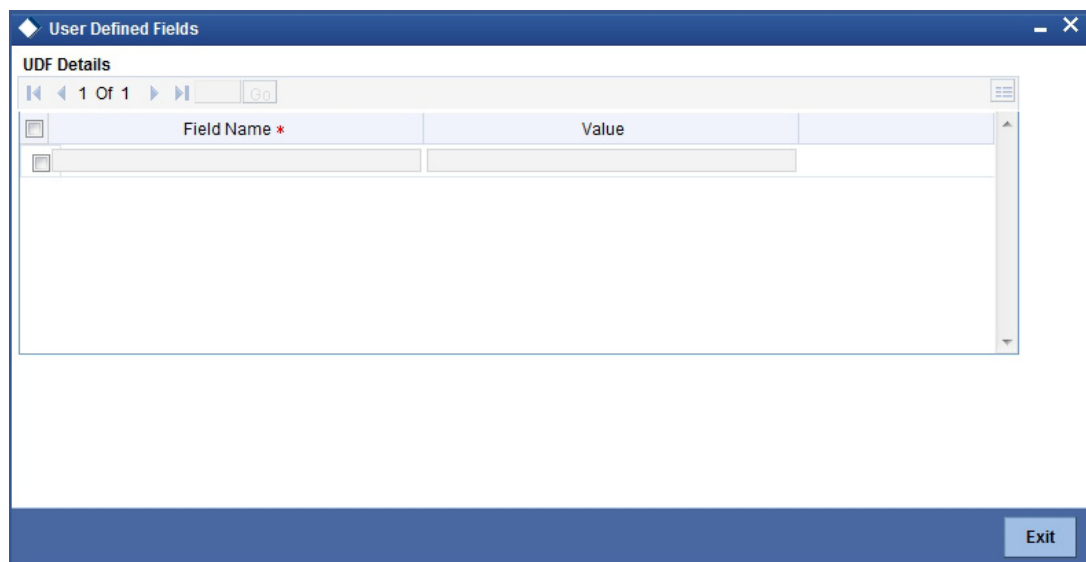 User Defined Fields
UDF Details
1 Of 1 Go
Field Name * Value
Exit